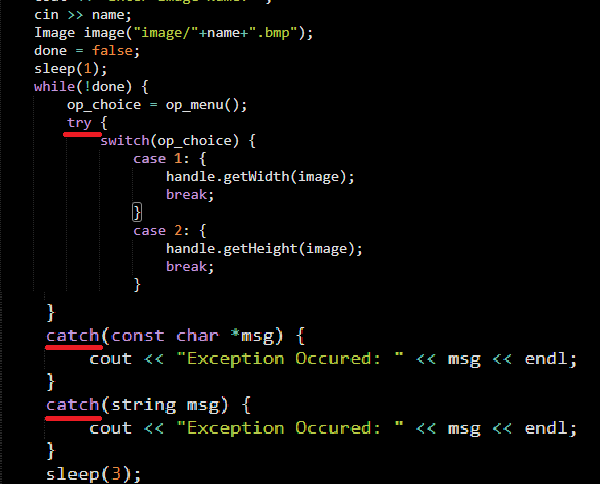 cin >> name;
Image image("image/"+name+".bmp");
done = false;
sleep(1);
while(!done) {
op_choice = op_menu();
try {
switch(op_choice) {
case 1: {
handle.getWidth(image);
break;
}
case 2: {
handle.getHeight(image);
break;
}
}
catch(const char *msg) {
cout << "Exception Occured: " << msg << endl;
}
catch(string msg) {
cout << "Exception Occured: " << msg << endl;
}
sleep(3);